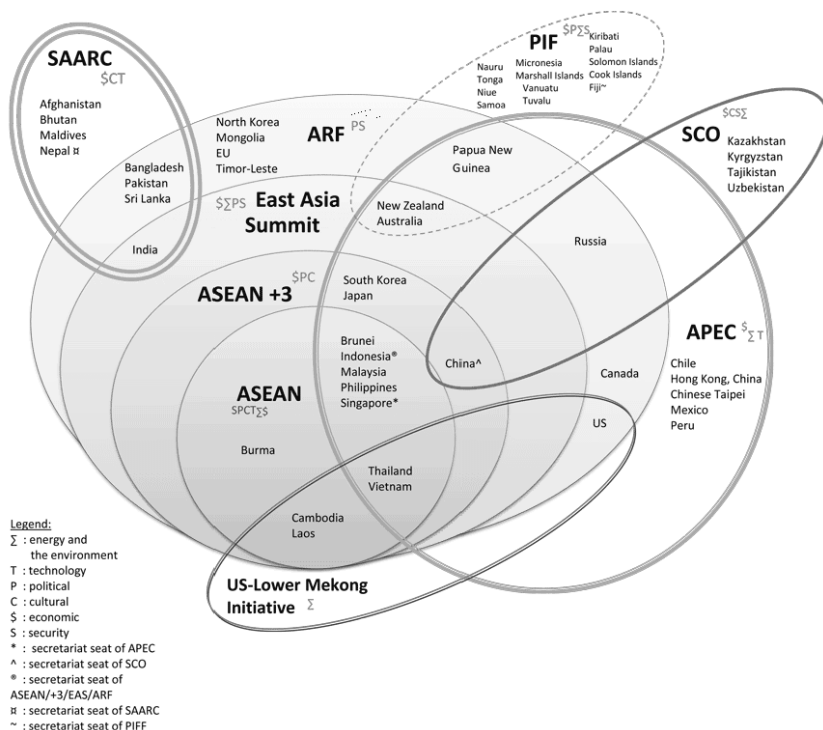 SAARC
$CT
Afghanistan
Bhutan
Maldives
Nepal ¤
Bangladesh
Pakistan
Sri Lanka
India
North Korea
Mongolia
EU
Timor-Leste
ARF
PS
PIF
$P∑S
Nauru
Tonga
Niue
Samoa
Micronesia
Marshall Islands
Vanuatu
Tuvalu
Kiribati
Palau
Solomon Islands
Cook Islands
Fiji~
Papua New
Guinea
New Zealand
Australia
SCO
$CS∑
Kazakhstan
Kyrgyzstan
Tajikistan
Uzbekistan
Russia
$∑PS
East Asia
Summit
ASEAN +3
$PC
South Korea
Japan
Brunei
Indonesia®
Malaysia
Philippines
Singapore*
China^
ASEAN
SPCT∑$
Burma
Thailand
Vietnam
Cambodia
Laos
Canada
US
APEC
$∑T
Chile
Hong Kong, China
Chinese Taipei
Mexico
Peru
US-Lower Mekong
Initiative
∑
Legend:
∑ : energy and
the environment
T : technology
P : political
C : cultural
$ : economic
S : security
* : secretariat seat of APEC
^ : secretariat seat of SCO
® : secretariat seat of
ASEAN/+3/EAS/ARF
¤ : secretariat seat of SAARC
~ : secretariat seat of PIFF